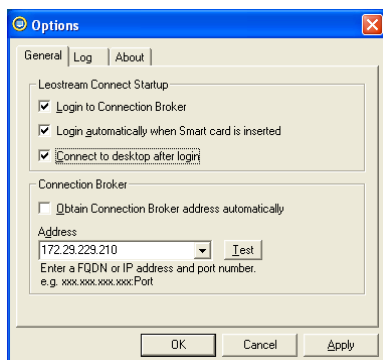 Options
General Log About
Leostream Connect Startup
Login to Connection Broker
Login automatically when Smart card is inserted
Connect to desktop after login
Connection Broker
Obtain Connection Broker address automatically
Address
172.29.229.210 Test
Enter a FQDN or IP address and port number.
e.g. xxx.xxx.xxx.xxx:Port
OK Cancel Apply